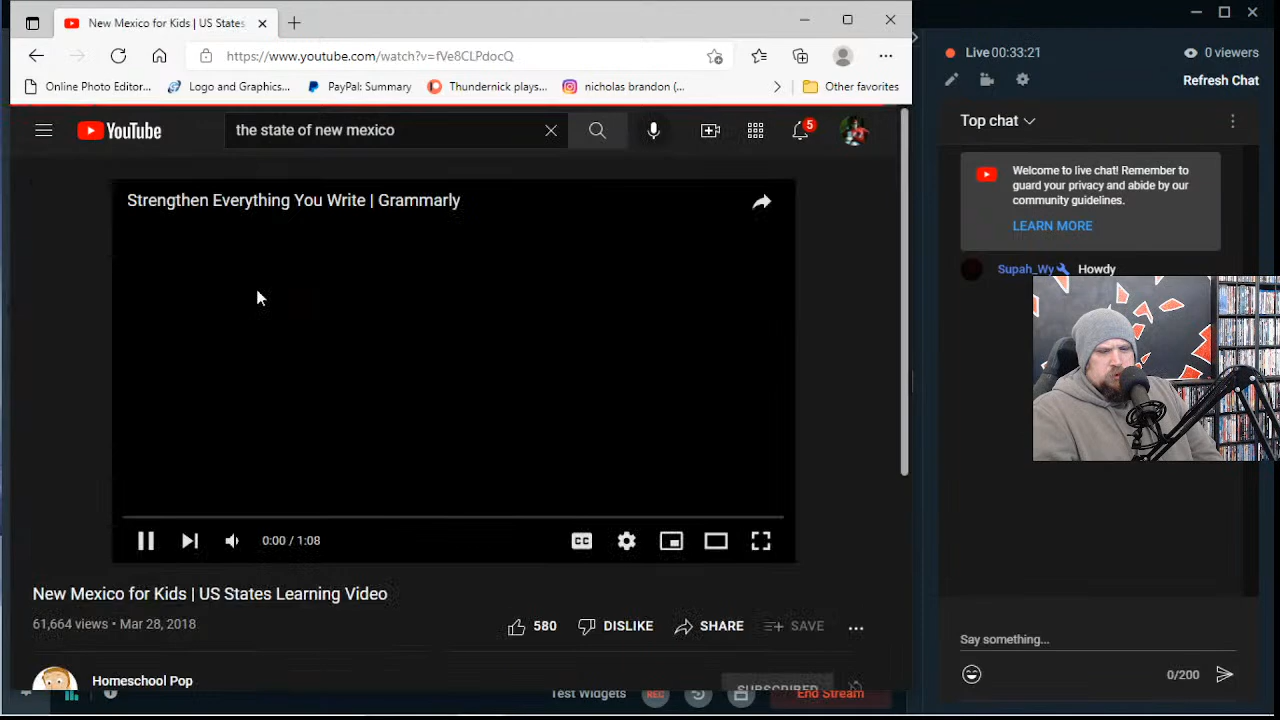 New Mexico for Kids | US States
https://www.youtube.com/watch?v=fVe8CLPdocQ
Online Photo Editor...
Logo and Graphics...
PayPal: Summary
Thundernick plays...
nicholas brandon (...
Other favorites
YouTube
the state of new mexico
5
Strengthen Everything You Write | Grammarly
0:00 / 1:08
CC
New Mexico for Kids | US States Learning Video
61,664 views • Mar 28, 2018
580
DISLIKE
SHARE
SAVE
Homeschool Pop
SUBSCRIBED
Test Widgets
REC
End Stream
Live 00:33:21
0 viewers
Refresh Chat
Top chat
Welcome to live chat! Remember to
guard your privacy and abide by our
community guidelines.
LEARN MORE
Supah_Wy
Howdy
Say something...
0/200